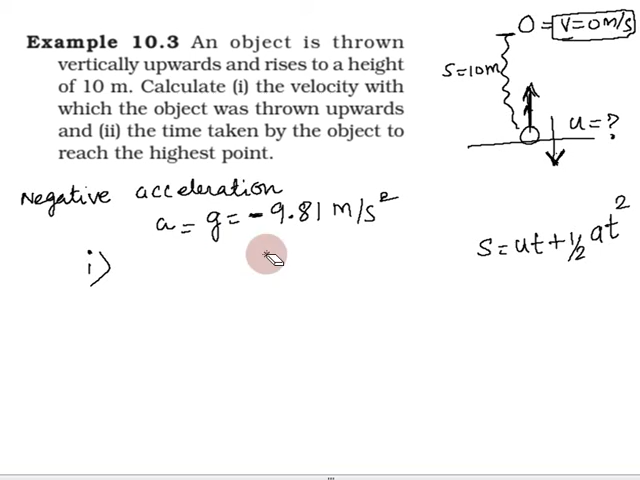 Example 10.3 An object is thrown
vertically upwards and rises to a height
of 10 m. Calculate (i) the velocity with
which the object was thrown upwards
and (ii) the time taken by the object to
reach the highest point.
= V=0m/s
S=10m
u=?
Negative acceleration
a = g = -9.81 m/s²
i)
s=ut+½at²